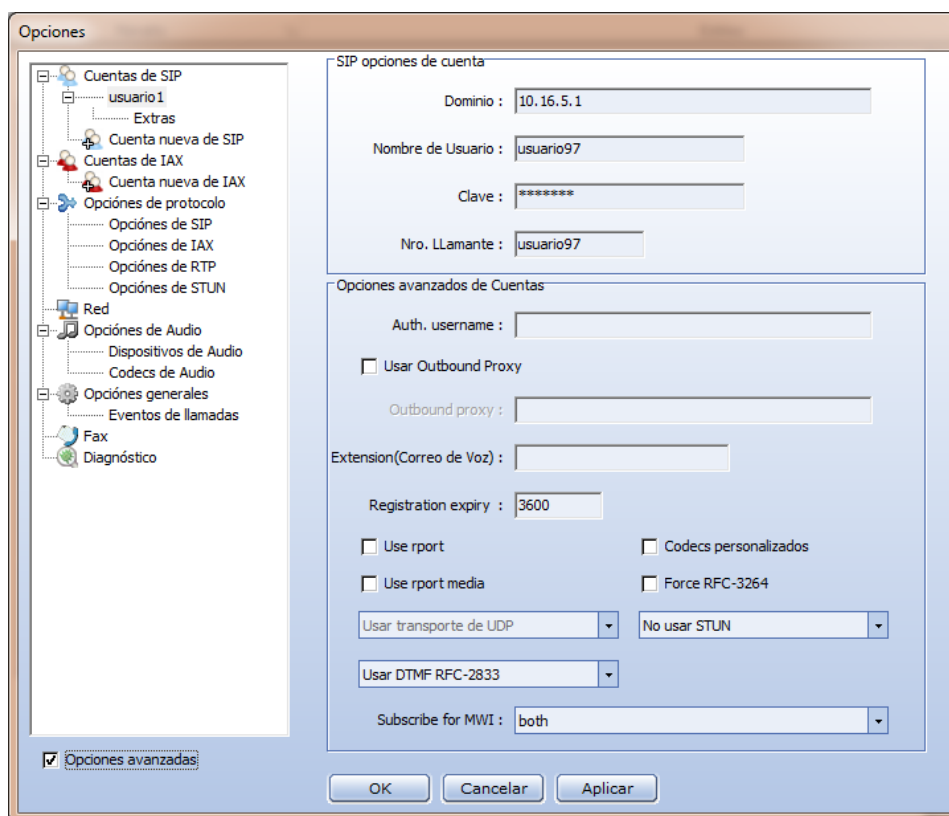 Opciones
Cuentas de SIP
usuario1
Extras
Cuenta nueva de SIP
Cuentas de IAX
Cuenta nueva de IAX
Opciónes de protocolo
Opciónes de SIP
Opciónes de IAX
Opciónes de RTP
Opciónes de STUN
Red
Opciónes de Audio
Dispositivos de Audio
Codecs de Audio
Opciónes generales
Eventos de llamadas
Fax
Diagnóstico
Opciones avanzadas
SIP opciones de cuenta
Dominio : 10.16.5.1
Nombre de Usuario : usuario97
Clave : *******
Nro. LLamante : usuario97
Opciones avanzados de Cuentas
Auth. username :
Usar Outbound Proxy
Outbound proxy :
Extension(Correo de Voz) :
Registration expiry : 3600
Use rport Codecs personalizados
Use rport media Force RFC-3264
Usar transporte de UDP No usar STUN
Usar DTMF RFC-2833
Subscribe for MWI : both
OK Cancelar Aplicar